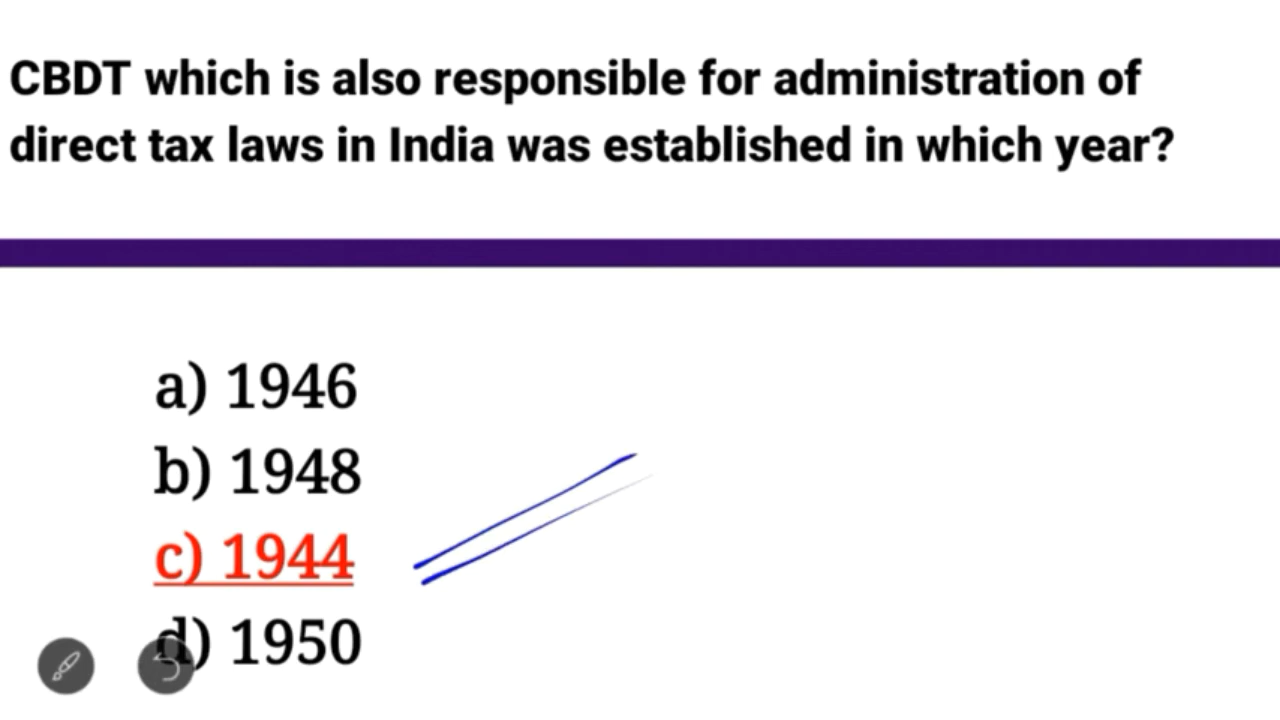 CBDT which is also responsible for administration of
direct tax laws in India was established in which year?
a) 1946
b) 1948
c) 1944
d) 1950